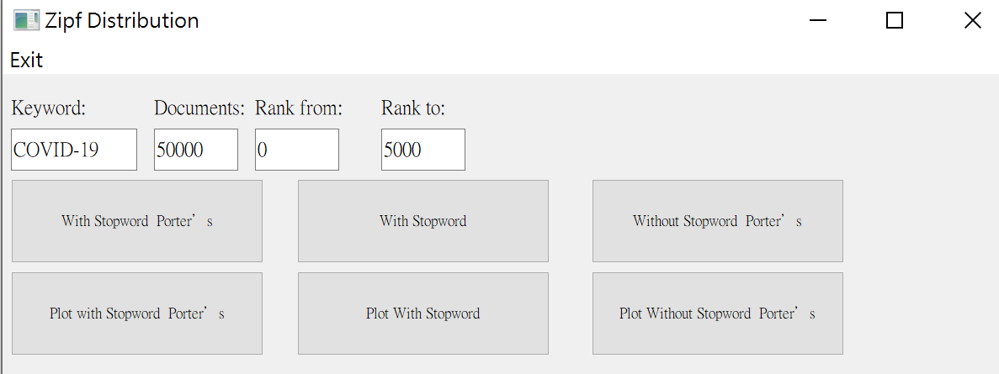 Zipf Distribution
Exit
Keyword: Documents: Rank from: Rank to:
COVID-19 50000 0 5000
With Stopword Porter’s With Stopword Without Stopword Porter’s
Plot with Stopword Porter’s Plot With Stopword Plot Without Stopword Porter’s